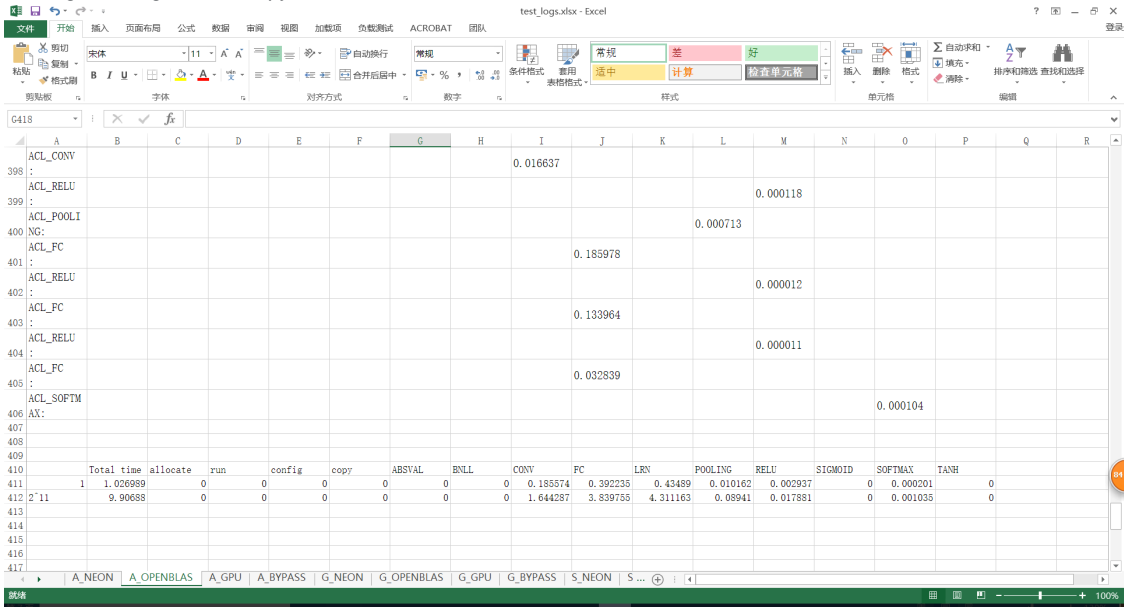 test_logs.xlsx - Excel
文件 开始 插入 页面布局 公式 数据 审阅 视图 加载项 负载测试 ACROBAT 团队 登录
粘贴 剪切 复制 格式刷
宋体 11 A A 自动换行 常规
B I U A 合并后居中 % ,
条件格式 套用表格格式
常规 差 好
适中 计算 检查单元格
插入 删除 格式
Σ 自动求和 填充 清除 排序和筛选 查找和选择
剪贴板 字体 对齐方式 数字 样式 单元格 编辑
G418 fx
A B C D E F G H I J K L M N O P Q R
398 ACL_CONV : 0.016637
399 ACL_RELU : 0.000118
400 ACL_POOLING: 0.000713
401 ACL_FC : 0.185978
402 ACL_RELU : 0.000012
403 ACL_FC : 0.133964
404 ACL_RELU : 0.000011
405 ACL_FC : 0.032839
406 ACL_SOFTMAX: 0.000104
407
408
409
410 Total time allocate run config copy ABSVAL BNLL CONV FC LRN POOLING RELU SIGMOID SOFTMAX TANH
411 1 1.026989 0 0 0 0 0 0 0.185574 0.392235 0.43489 0.010162 0.002937 0 0.000201 0
412 2^11 9.90688 0 0 0 0 0 0 1.644287 3.839755 4.311163 0.08941 0.017881 0 0.001035 0
413
414
415
416
417
84
A_NEON A_OPENBLAS A_GPU A_BYPASS G_NEON G_OPENBLAS G_GPU G_BYPASS S_NEON S ...
就绪 100%